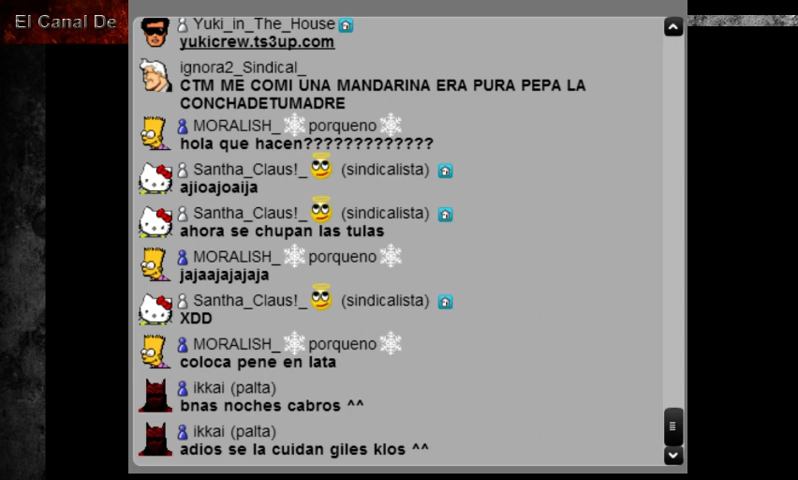 El Canal De
Yuki_in_The_House
yukicrew.ts3up.com
ignora2_Sindical_
CTM ME COMI UNA MANDARINA ERA PURA PEPA LA
CONCHADETUMADRE
MORALISH_ porqueno
hola que hacen?????????????
Santha_Claus!_ (sindicalista)
ajioajoaija
Santha_Claus!_ (sindicalista)
ahora se chupan las tulas
MORALISH_ porqueno
jajaajajajaja
Santha_Claus!_ (sindicalista)
XDD
MORALISH_ porqueno
coloca pene en lata
ikkai (palta)
bnas noches cabros ^^
ikkai (palta)
adios se la cuidan giles klos ^^